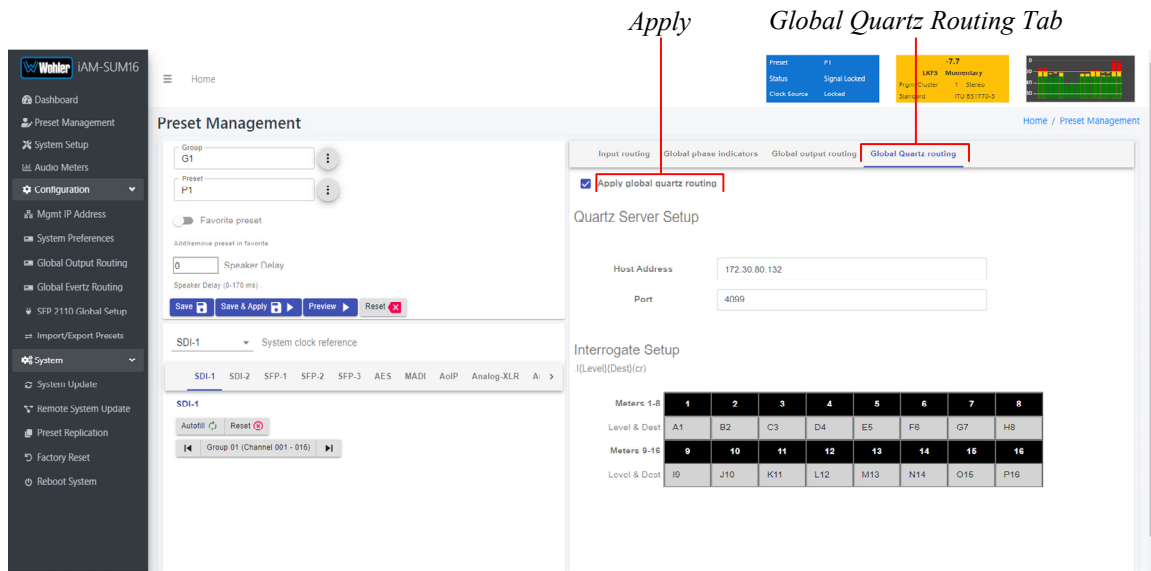 Apply
Global Quartz Routing Tab
Wohler iAM-SUM16
Home
Preset P1
Status Signal Locked
Clock Source Locked
-7.7
LKFS Momentary
Prgm Cluster 1 Stereo
Standard ITU BS1770-3
0
Dashboard
Preset Management
System Setup
Audio Meters
Configuration
Mgmt IP Address
System Preferences
Global Output Routing
Global Evertz Routing
SFP 2110 Global Setup
Import/Export Presets
System
System Update
Remote System Update
Preset Replication
Factory Reset
Reboot System
Preset Management
Home / Preset Management
Group
G1
Preset
P1
Favorite preset
Add/remove preset in favorite.
0 Speaker Delay
Speaker Delay (0-170 ms) .
Save Save & Apply Preview Reset
SDI-1 System clock reference
SDI-1 SDI-2 SFP-1 SFP-2 SFP-3 AES MADI AoIP Analog-XLR
SDI-1
Autofill Reset
Group 01 (Channel 001 - 016)
Input routing Global phase indicators Global output routing Global Quartz routing
Apply global quartz routing
Quartz Server Setup
Host Address 172.30.80.132
Port 4099
Interrogate Setup
.I{Level}{Dest}(cr)
Meters 1-8 1 2 3 4 5 6 7 8
Level & Dest A1 B2 C3 D4 E5 F6 G7 H8
Meters 9-16 9 10 11 12 13 14 15 16
Level & Dest I9 J10 K11 L12 M13 N14 O15 P16